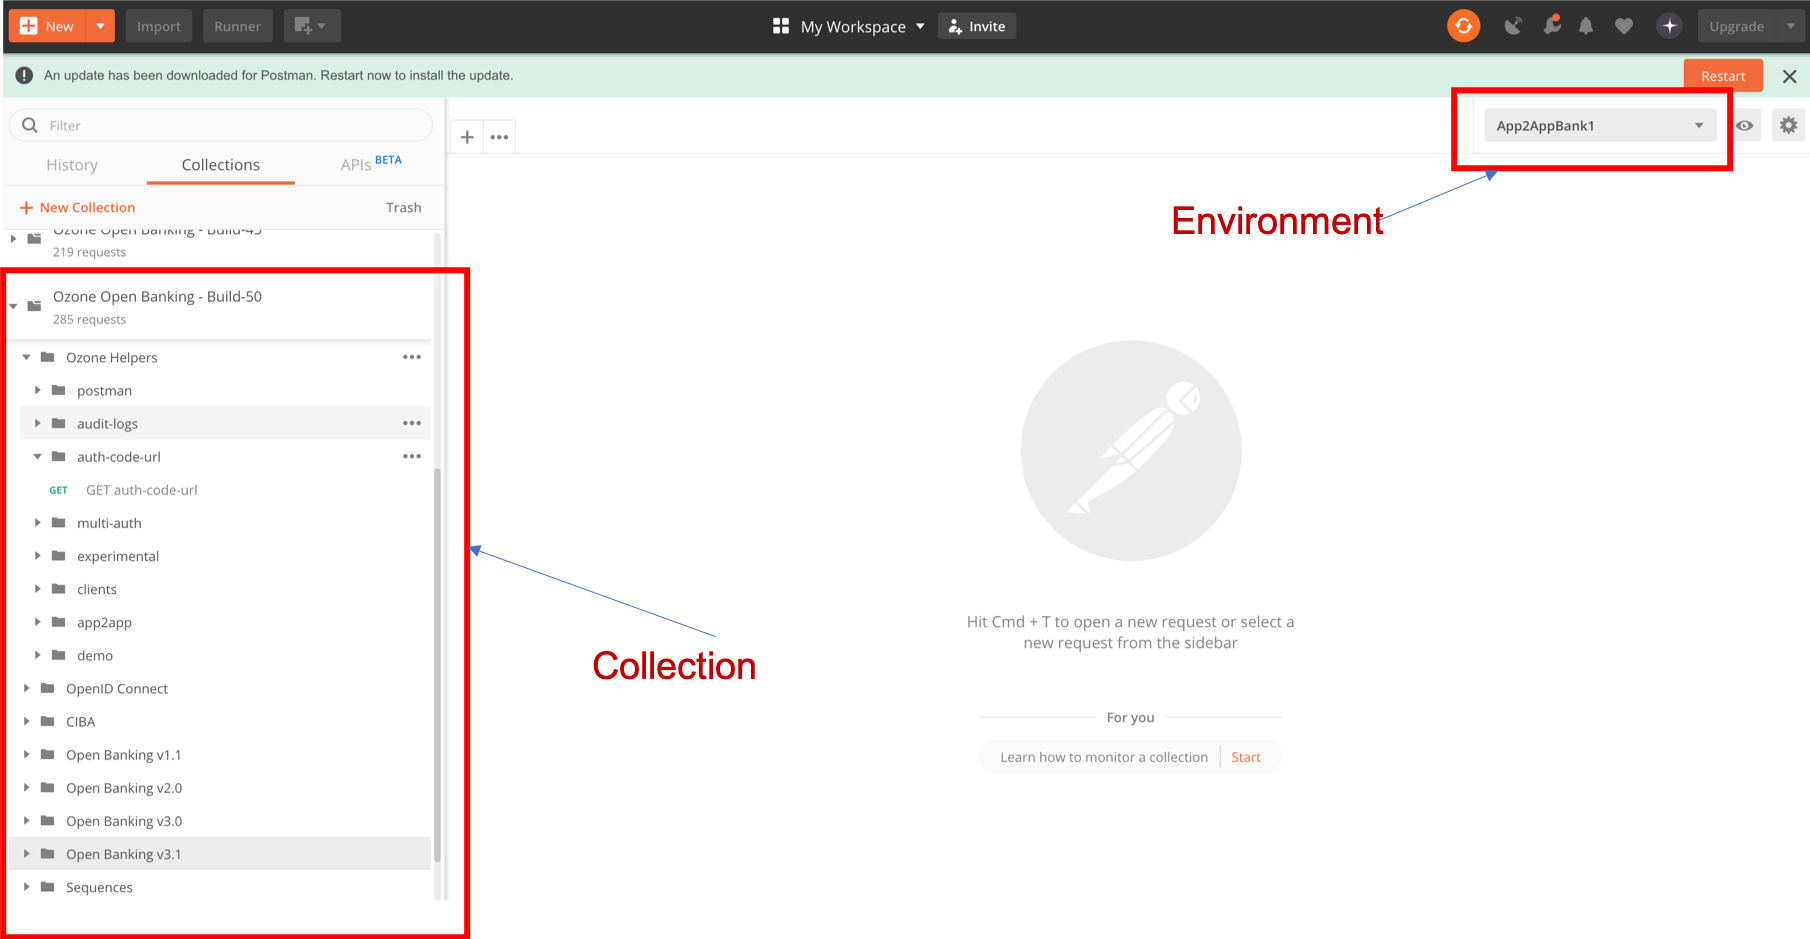 New
Import
Runner
My Workspace
Invite
Upgrade
An update has been downloaded for Postman. Restart now to install the update.
Restart
Filter
App2AppBank1
History
Collections
APIs BETA
+ New Collection
Trash
Environment
Ozone Open Banking - Build-45
219 requests
Ozone Open Banking - Build-50
285 requests
Ozone Helpers
postman
audit-logs
auth-code-url
GET GET auth-code-url
multi-auth
experimental
clients
app2app
demo
OpenID Connect
CIBA
Open Banking v1.1
Open Banking v2.0
Open Banking v3.0
Open Banking v3.1
Sequences
Collection
Hit Cmd + T to open a new request or select a
new request from the sidebar
For you
Learn how to monitor a collection
Start